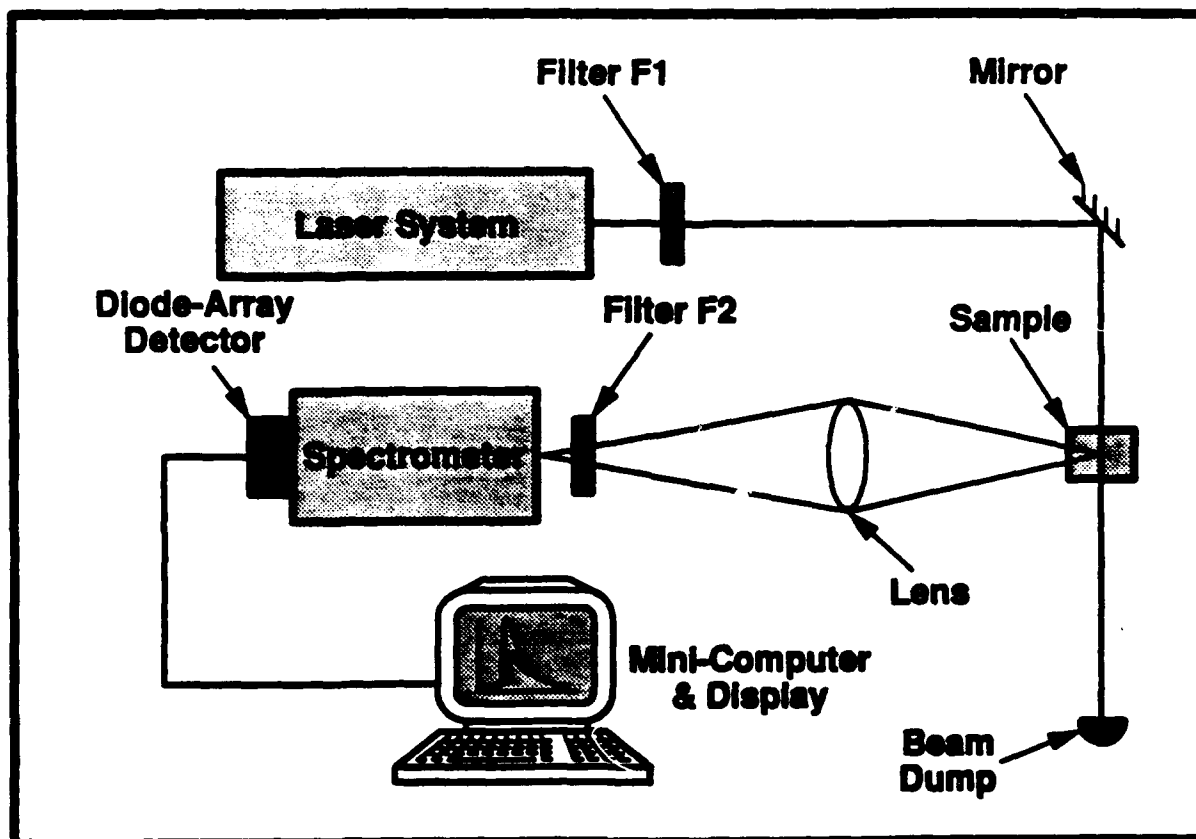 Filter F1
Mirror
Laser System
Diode-Array
Detector
Filter F2
Sample
Spectrometer
Lens
Mini-Computer
& Display
Beam
Dump